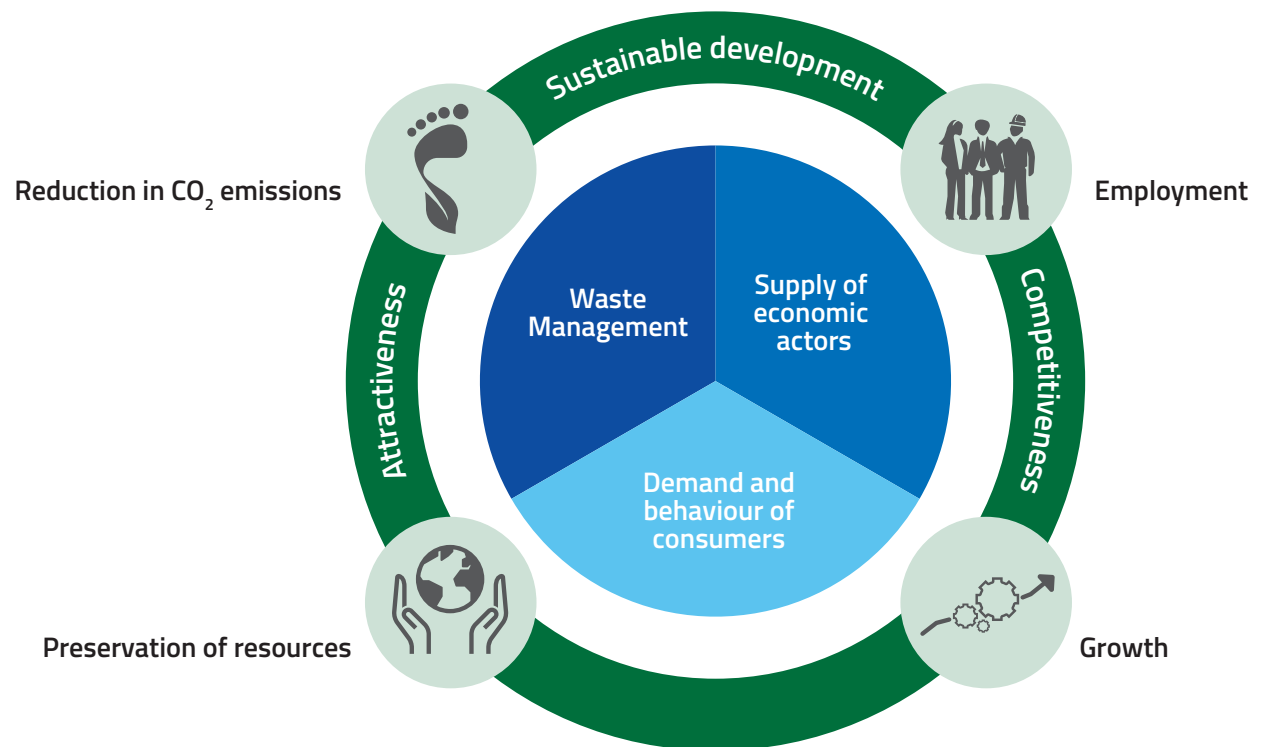 Sustainable development
Reduction in CO₂ emissions
Employment
Waste
Management
Supply of
economic
actors
Attractiveness
Competitiveness
Demand and
behaviour of
consumers
Preservation of resources
Growth